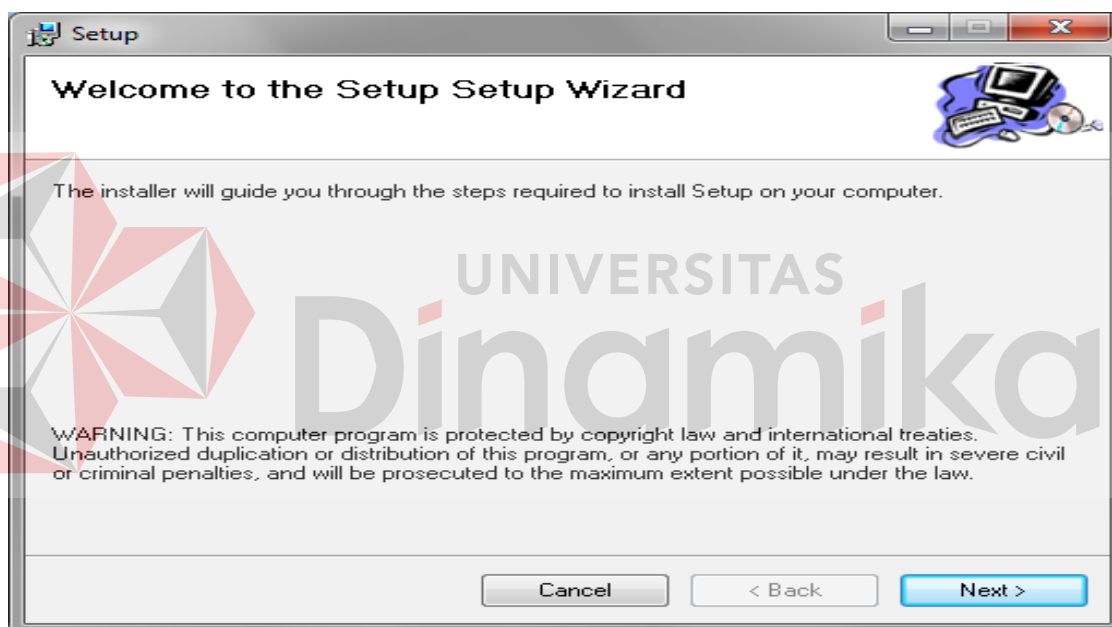 Setup
Welcome to the Setup Setup Wizard
The installer will guide you through the steps required to install Setup on your computer.
UNIVERSITAS
Dinamika
WARNING: This computer program is protected by copyright law and international treaties.
Unauthorized duplication or distribution of this program, or any portion of it, may result in severe civil
or criminal penalties, and will be prosecuted to the maximum extent possible under the law.
Cancel
< Back
Next >